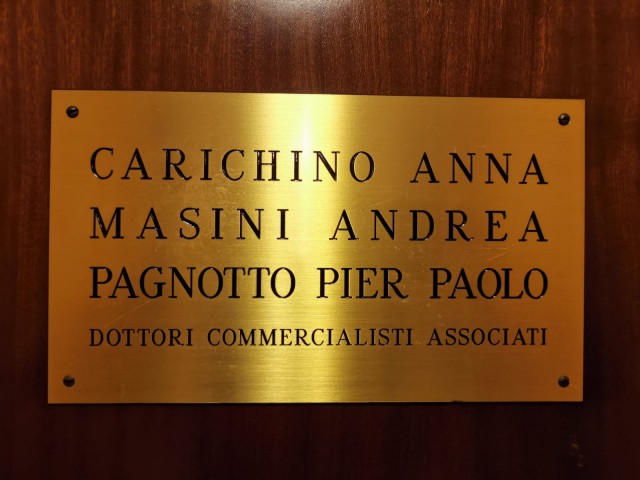 CARICHINO ANNA
MASINI ANDREA
PAGNOTTO PIER PAOLO
DOTTORI COMMERCIALISTI ASSOCIATI